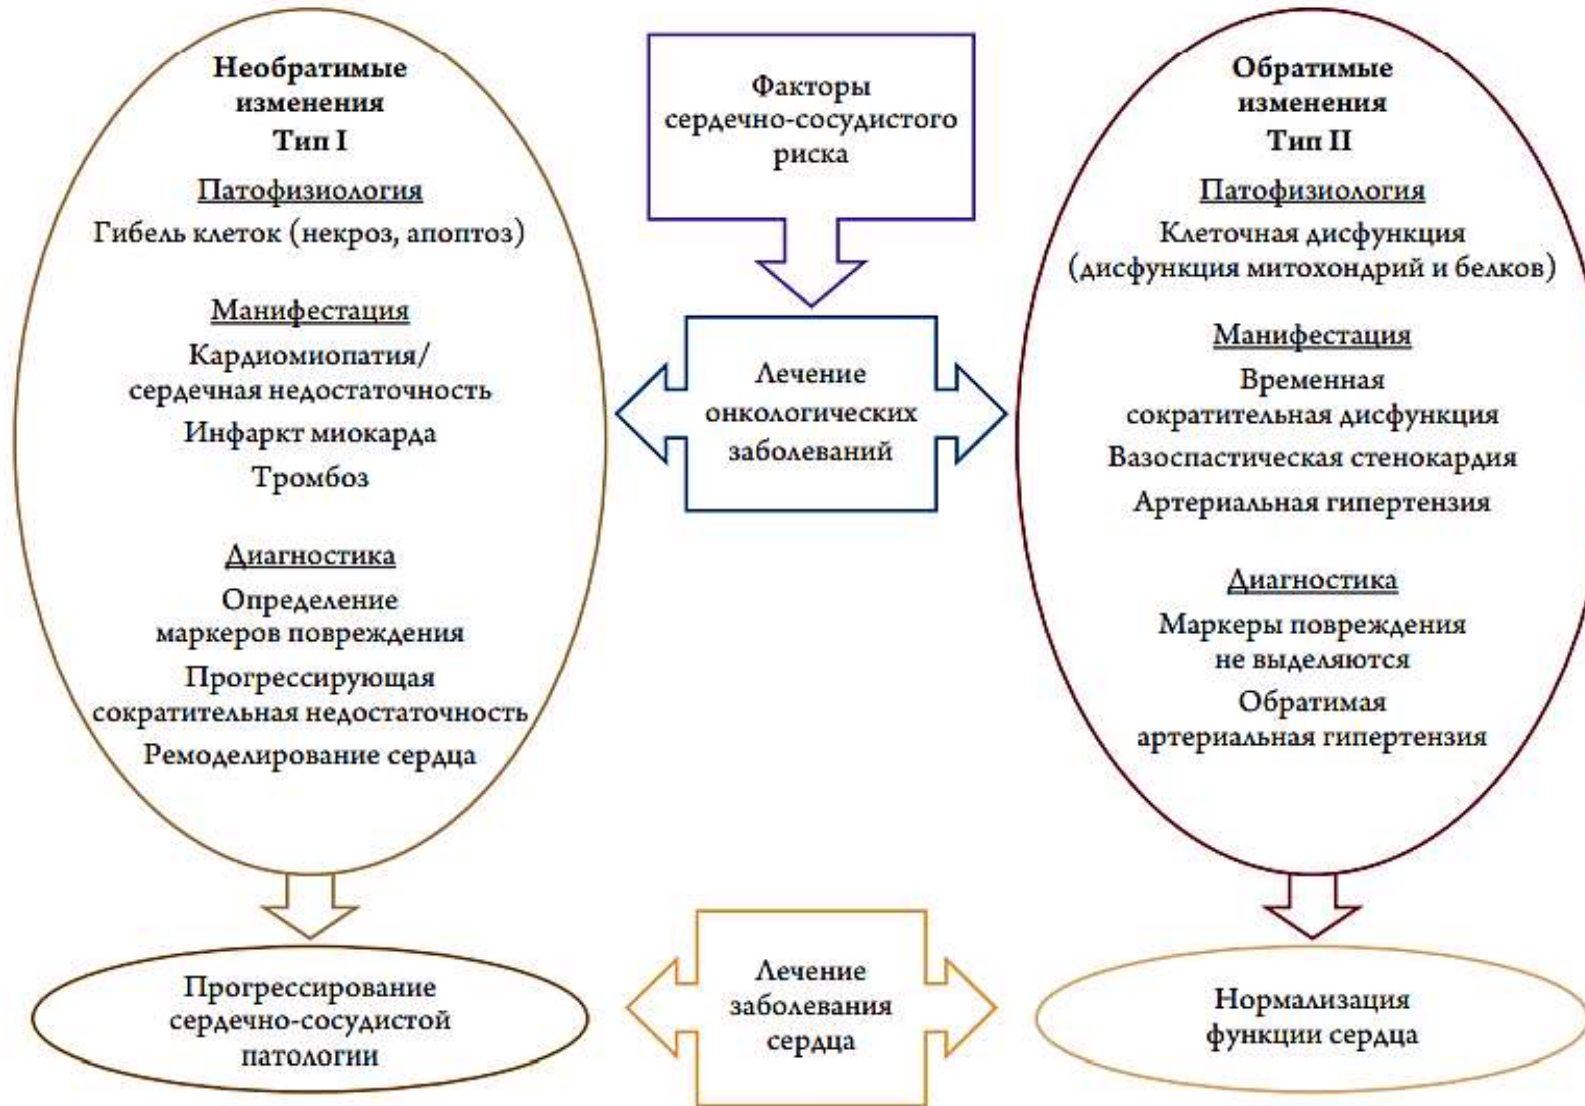 Необратимые
изменения
Тип I
Патофизиология
Гибель клеток (некроз, апоптоз)
Манифестация
Кардиомиопатия/
сердечная недостаточность
Инфаркт миокарда
Тромбоз
Диагностика
Определение
маркеров повреждения
Прогрессирующая
сократительная недостаточность
Ремоделирование сердца
Факторы
сердечно-сосудистого
риска
Лечение
онкологических
заболеваний
Обратимые
изменения
Тип II
Патофизиология
Клеточная дисфункция
(дисфункция митохондрий и белков)
Манифестация
Временная
сократительная дисфункция
Вазоспастическая стенокардия
Артериальная гипертензия
Диагностика
Маркеры повреждения
не выделяются
Обратимая
артериальная гипертензия
Прогрессирование
сердечно-сосудистой
патологии
Лечение
заболевания
сердца
Нормализация
функции сердца